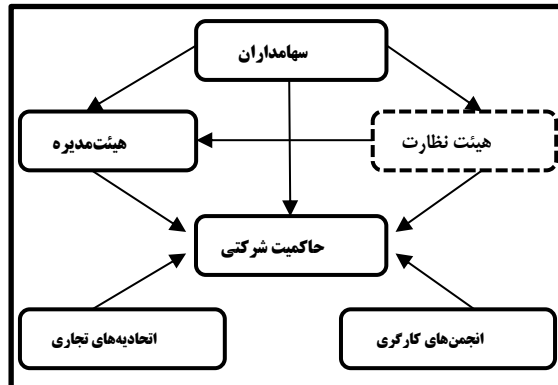 سهامداران
هیئت نظارت
هیئت‌مدیره
حاکمیت شرکتی
انجمن‌های کارگری
اتحادیه‌های تجاری